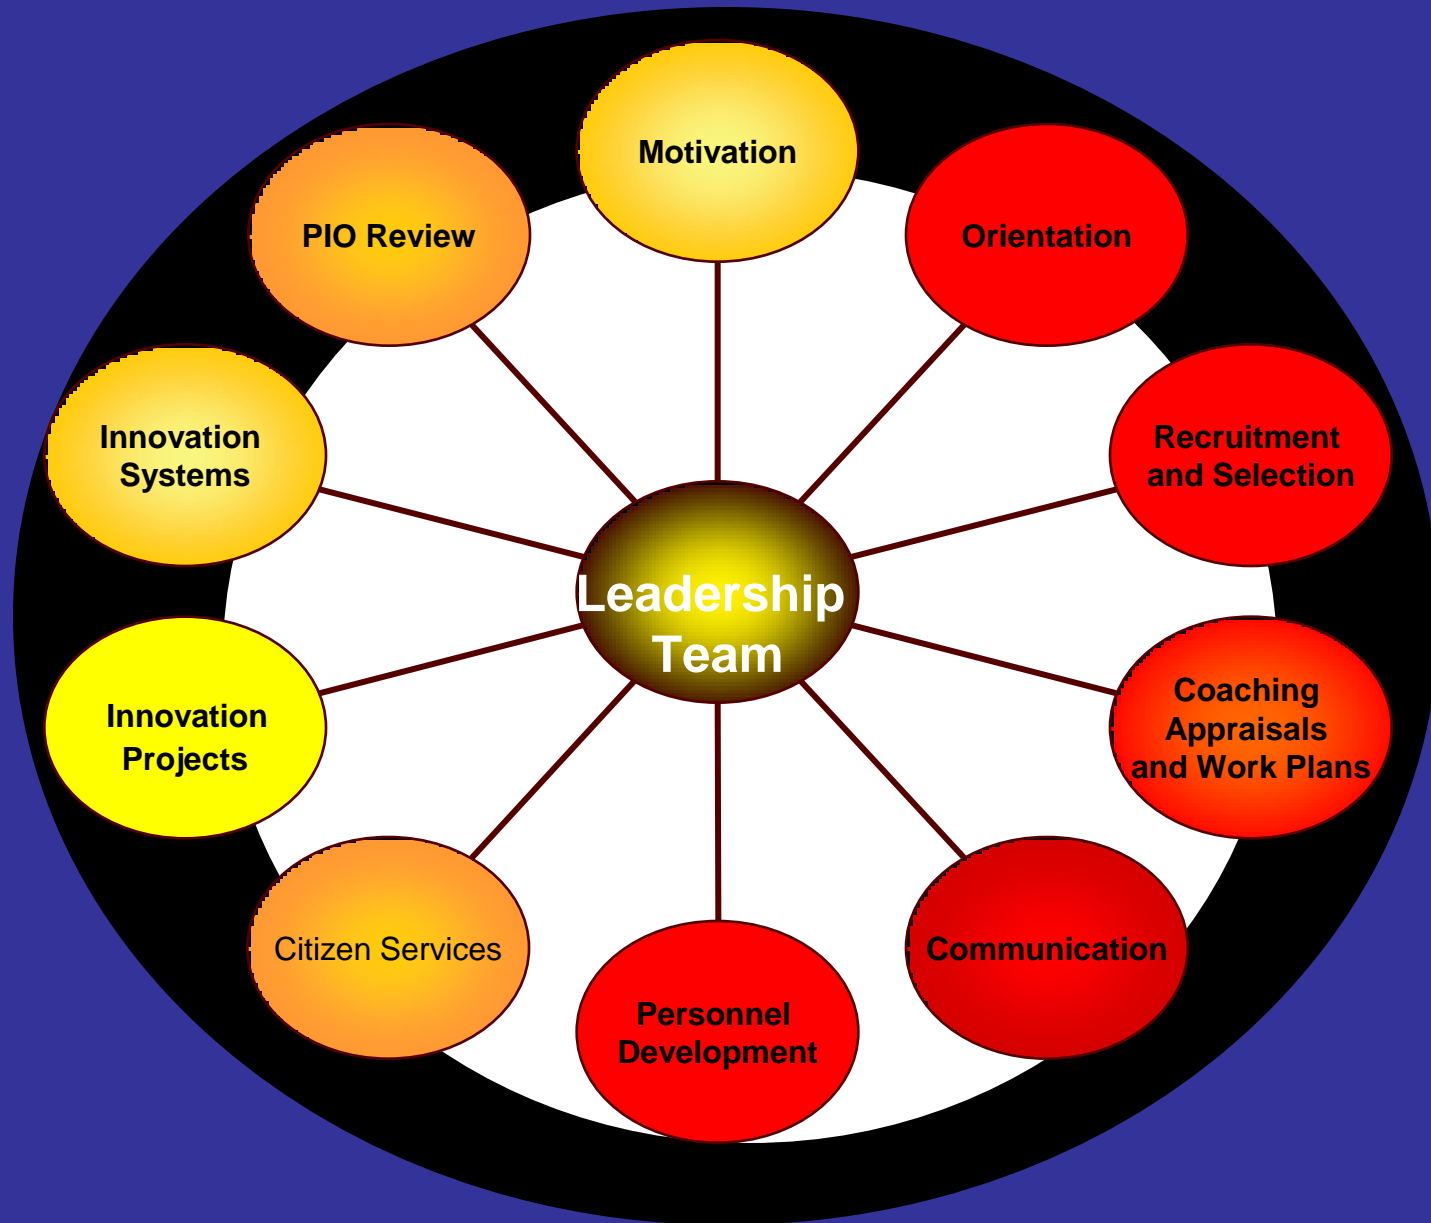 Motivation
PIO Review
Orientation
Innovation
Systems
Recruitment
and Selection
Leadership
Team
Innovation
Projects
Coaching
Appraisals
and Work Plans
Citizen Services
Communication
Personnel
Development